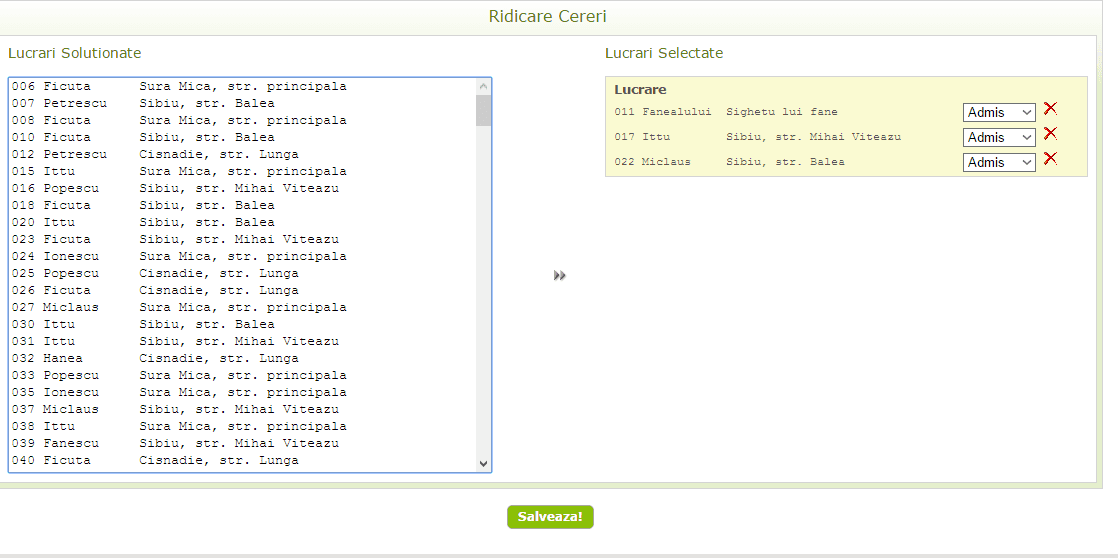 Ridicare Cereri
Lucrari Solutionate
006 Ficuta Sura Mica, str. principala
007 Petrescu Sibiu, str. Balea
008 Ficuta Sura Mica, str. principala
010 Ficuta Sibiu, str. Balea
012 Petrescu Cisnadie, str. Lunga
015 Ittu Sura Mica, str. principala
016 Popescu Sibiu, str. Mihai Viteazu
018 Ficuta Sibiu, str. Balea
020 Ittu Sibiu, str. Balea
023 Ficuta Sibiu, str. Mihai Viteazu
024 Ionescu Sura Mica, str. principala
025 Popescu Cisnadie, str. Lunga
026 Ficuta Cisnadie, str. Lunga
027 Miclaus Sura Mica, str. principala
030 Ittu Sibiu, str. Balea
031 Ittu Sibiu, str. Mihai Viteazu
032 Hanea Cisnadie, str. Lunga
033 Popescu Sura Mica, str. principala
035 Ionescu Sura Mica, str. principala
037 Miclaus Sibiu, str. Mihai Viteazu
038 Ittu Sura Mica, str. principala
039 Fanescu Sibiu, str. Mihai Viteazu
040 Ficuta Cisnadie, str. Lunga
Lucrari Selectate
Lucrare
011 Fanealului Sighetu lui fane Admis
017 Ittu Sibiu, str. Mihai Viteazu Admis
022 Miclaus Sibiu, str. Balea Admis
Salveaza!